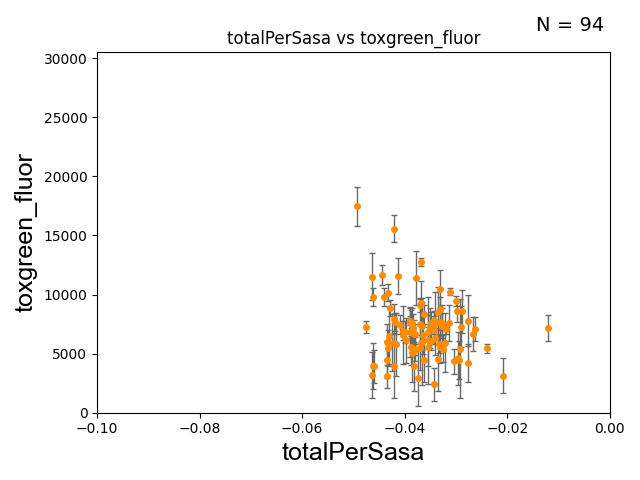 N = 94
totalPerSasa vs toxgreen_fluor
30000
25000
20000
15000
10000
5000
0
toxgreen_fluor
−0.10 −0.08 −0.06 −0.04 −0.02 0.00
totalPerSasa